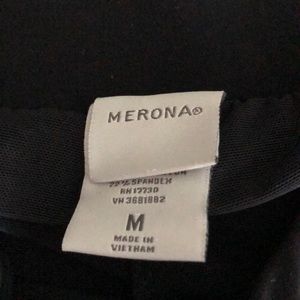 MERONA®
SPANDEX
RN 17730
VN 3681882
M
MADE IN
VIETNAM